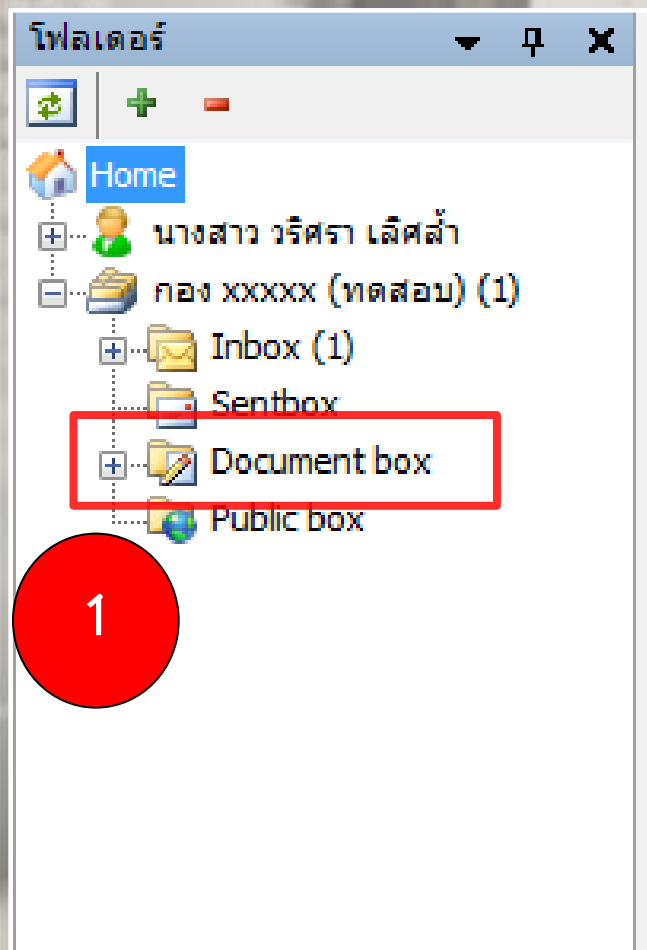 โฟลเดอร์
Home
นางสาว วริศรา เลิศล้ำ
กอง xxxxx (ทดสอบ) (1)
Inbox (1)
Sentbox
Document box
Public box
1